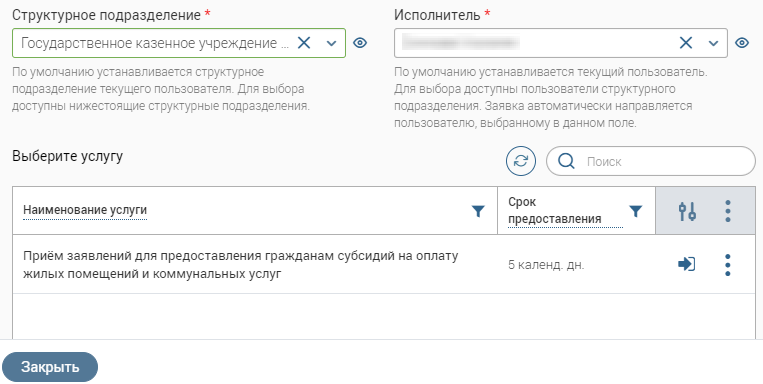 Структурное подразделение *
Исполнитель *
Государственное казенное учреждение ...
По умолчанию устанавливается структурное
подразделение текущего пользователя. Для выбора
доступны нижестоящие структурные подразделения.
По умолчанию устанавливается текущий пользователь.
Для выбора доступны пользователи структурного
подразделения. Заявка автоматически направляется
пользователю, выбранному в данном поле.
Выберите услугу
Поиск
Наименование услуги
Срок
предоставления
Приём заявлений для предоставления гражданам субсидий на оплату
жилых помещений и коммунальных услуг
5 календ. дн.
Закрыть